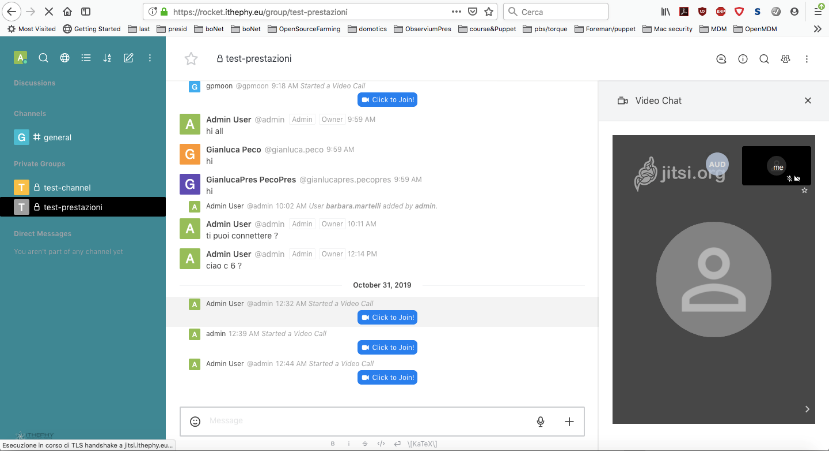 https://rocket.ithephy.eu/group/test-prestazioni
Cerca
Most Visited
Getting Started
last
presid
boNet
boNet
OpenSourceFarming
domotics
ObserviumPres
course&Puppet
pbs/torque
Foreman/puppet
Mac security
MDM
OpenMDM
A
Discussions
Channels
G # general
Private Groups
T test-channel
T test-prestazioni
Direct Messages
You aren't part of any channel yet
ITHEPHY
Esecuzione in corso di TLS handshake a jitsi.ithephy.eu...
test-prestazioni
G gpmoon @gpmoon 9:18 AM Started a Video Call
Click to Join!
A Admin User @admin Admin Owner 9:59 AM
hi all
G Gianluca Peco @gianluca.peco 9:59 AM
hi
G GianlucaPres PecoPres @gianlucapres.pecopres 9:59 AM
hi
A Admin User @admin 10:02 AM User barbara.martelli added by admin.
A Admin User @admin Admin Owner 10:11 AM
ti puoi connettere ?
A Admin User @admin Admin Owner 12:14 PM
ciao c 6 ?
October 31, 2019
A Admin User @admin 12:32 AM Started a Video Call
Click to Join!
A admin 12:39 AM Started a Video Call
Click to Join!
A Admin User @admin 12:44 AM Started a Video Call
Click to Join!
Message
B i S </> \[KaTeX\]
Video Chat
jitsi.org
AUD
me